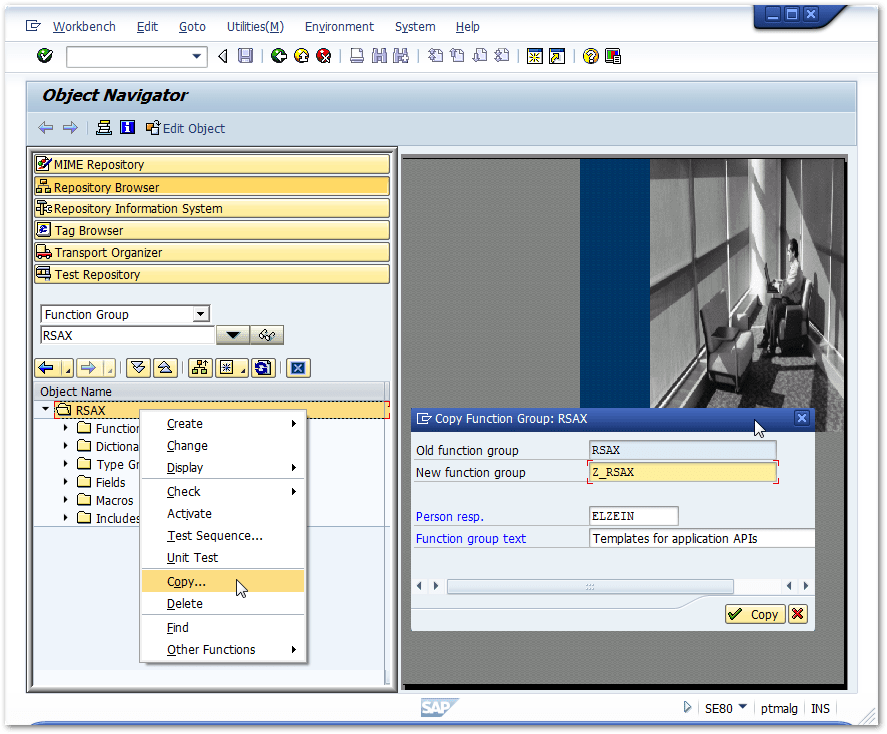 Workbench Edit Goto Utilities(M) Environment System Help
Object Navigator
Edit Object
MIME Repository
Repository Browser
Repository Information System
Tag Browser
Transport Organizer
Test Repository
Function Group
RSAX
Object Name
RSAX
Function
Dictiona
Type Gr
Fields
Macros
Includes
Create
Change
Display
Check
Activate
Test Sequence...
Unit Test
Copy...
Delete
Find
Other Functions
Copy Function Group: RSAX
Old function group RSAX
New function group Z_RSAX
Person resp. ELZEIN
Function group text Templates for application APIs
Copy
SAP
SE80 ptmalg INS